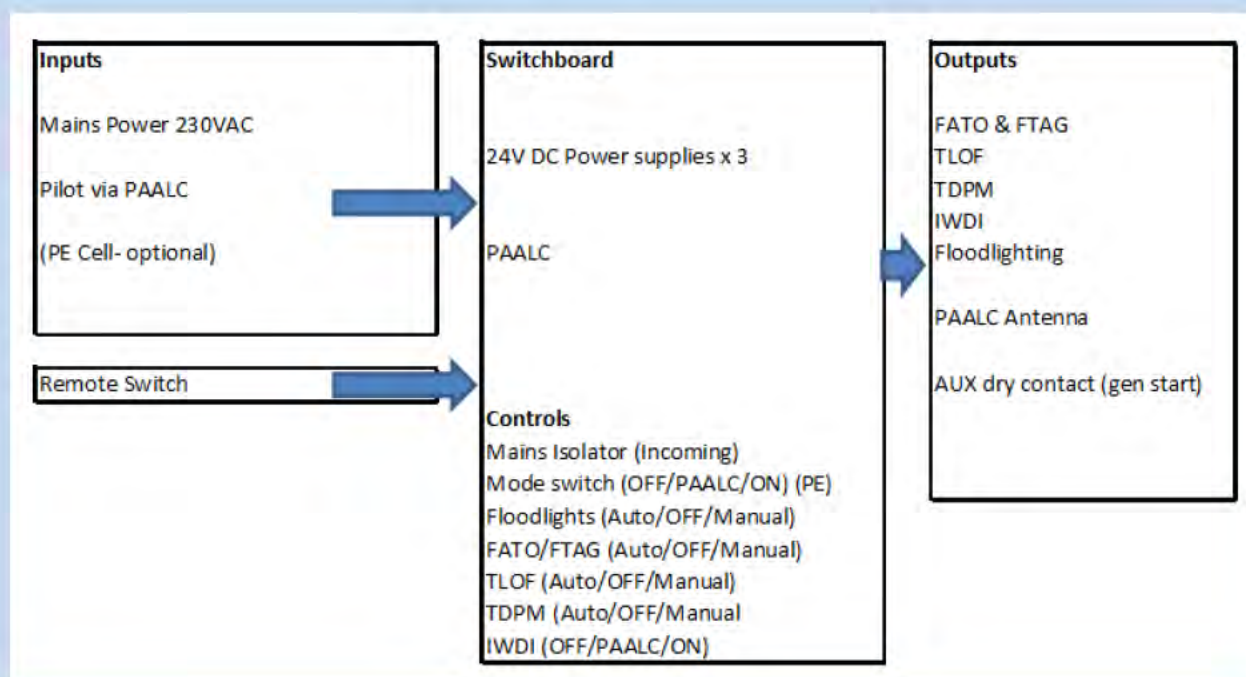 Inputs
Mains Power 230VAC
Pilot via PAALC
(PE Cell- optional)
Remote Switch
Switchboard
24V DC Power supplies x 3
PAALC
Controls
Mains Isolator (Incoming)
Mode switch (OFF/PAALC/ON) (PE)
Floodlights (Auto/OFF/Manual)
FATO/FTAG (Auto/OFF/Manual)
TLOF (Auto/OFF/Manual)
TDPM (Auto/OFF/Manual
IWDI (OFF/PAALC/ON)
Outputs
FATO & FTAG
TLOF
TDPM
IWDI
Floodlighting
PAALC Antenna
AUX dry contact (gen start)